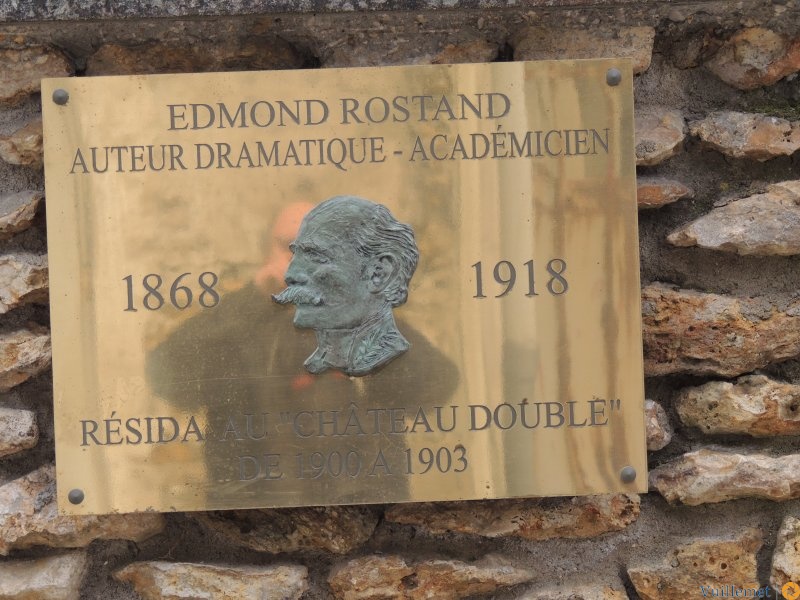 EDMOND ROSTAND
AUTEUR DRAMATIQUE - ACADÉMICIEN
1868 1918
RÉSIDA AU "CHÂTEAU DOUBLE"
DE 1900 A 1903